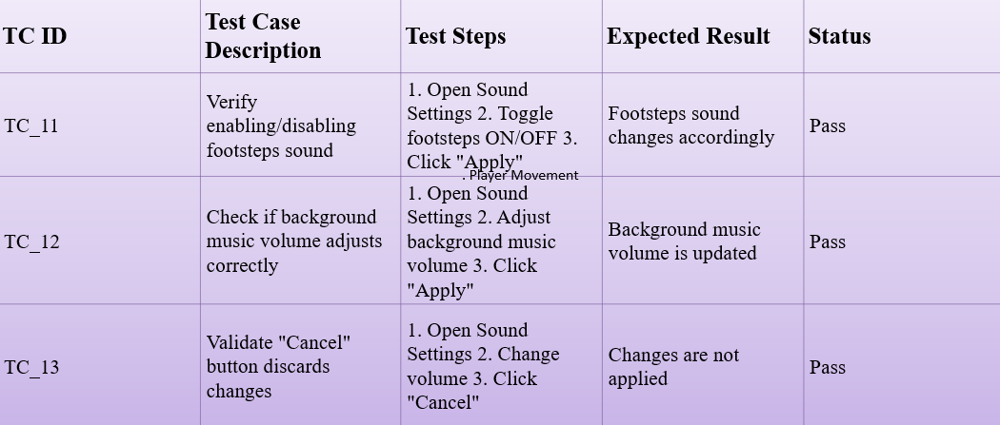 TC ID
Test Case
Description
Test Steps
Expected Result
Status
TC_11
Verify
enabling/disabling
footsteps sound
1. Open Sound
Settings 2. Toggle
footsteps ON/OFF 3.
Click "Apply"
Footsteps sound
changes accordingly
Pass
. Player Movement
TC_12
Check if background
music volume adjusts
correctly
1. Open Sound
Settings 2. Adjust
background music
volume 3. Click
"Apply"
Background music
volume is updated
Pass
TC_13
Validate "Cancel"
button discards
changes
1. Open Sound
Settings 2. Change
volume 3. Click
"Cancel"
Changes are not
applied
Pass